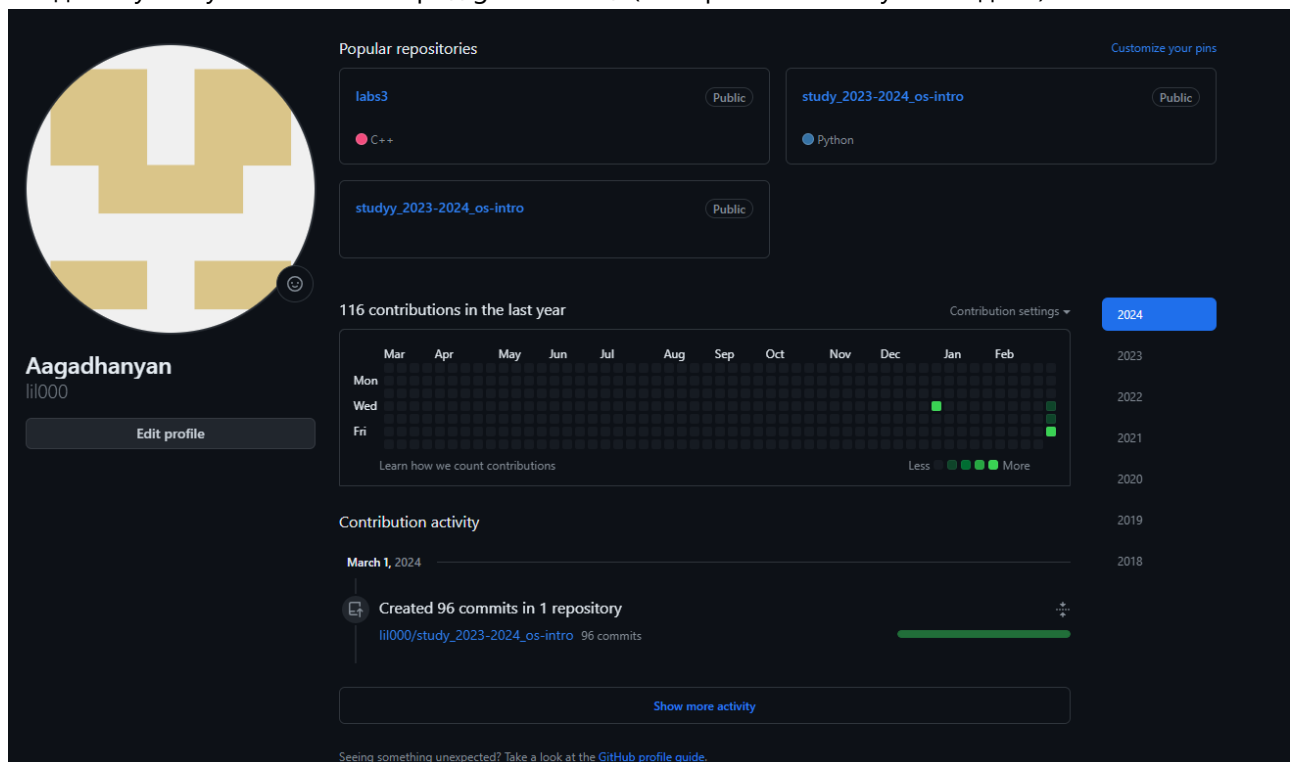 Popular repositories
Customize your pins
labs3
Public
C++
study_2023-2024_os-intro
Public
Python
studyy_2023-2024_os-intro
Public
116 contributions in the last year
Contribution settings
2024
2023
2022
2021
2020
2019
2018
Mar Apr May Jun Jul Aug Sep Oct Nov Dec Jan Feb
Mon
Wed
Fri
Learn how we count contributions
Less More
Aagadhanyan
lil000
Edit profile
Contribution activity
March 1, 2024
Created 96 commits in 1 repository
lil000/study_2023-2024_os-intro 96 commits
Show more activity
Seeing something unexpected? Take a look at the GitHub profile guide.